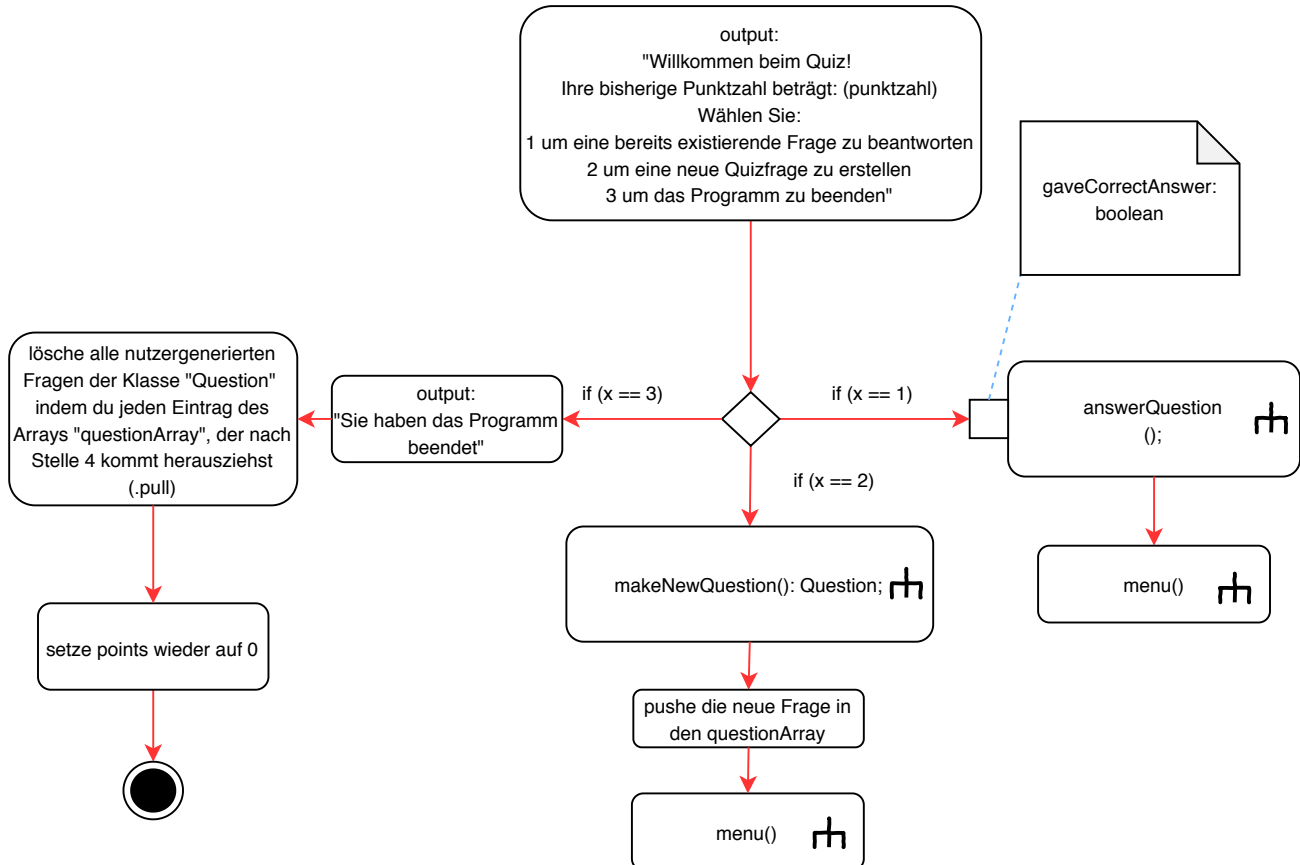 output:
"Willkommen beim Quiz!
Ihre bisherige Punktzahl beträgt: (punktzahl)
Wählen Sie:
1 um eine bereits existierende Frage zu beantworten
2 um eine neue Quizfrage zu erstellen
3 um das Programm zu beenden"
gaveCorrectAnswer:
boolean
lösche alle nutzergenerierten
Fragen der Klasse "Question"
indem du jeden Eintrag des
Arrays "questionArray", der nach
Stelle 4 kommt herausziehst
(.pull)
output:
"Sie haben das Programm
beendet"
if (x == 3)
if (x == 1)
answerQuestion
();
if (x == 2)
makeNewQuestion(): Question;
menu()
setze points wieder auf 0
pushe die neue Frage in
den questionArray
menu()